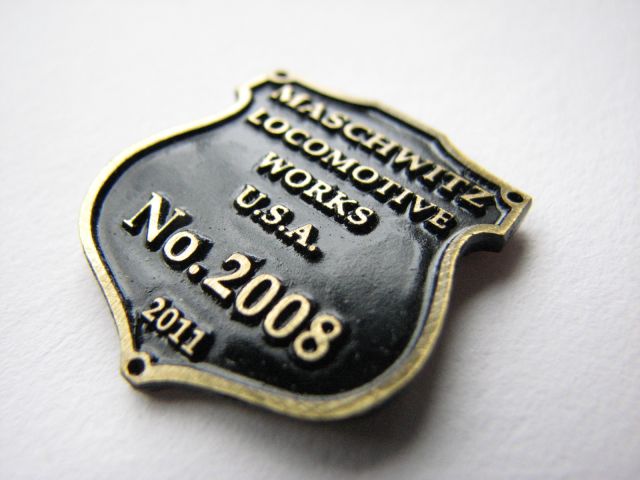 MASCHWITZ
LOCOMOTIVE
WORKS
U.S.A.
No. 2008
2011